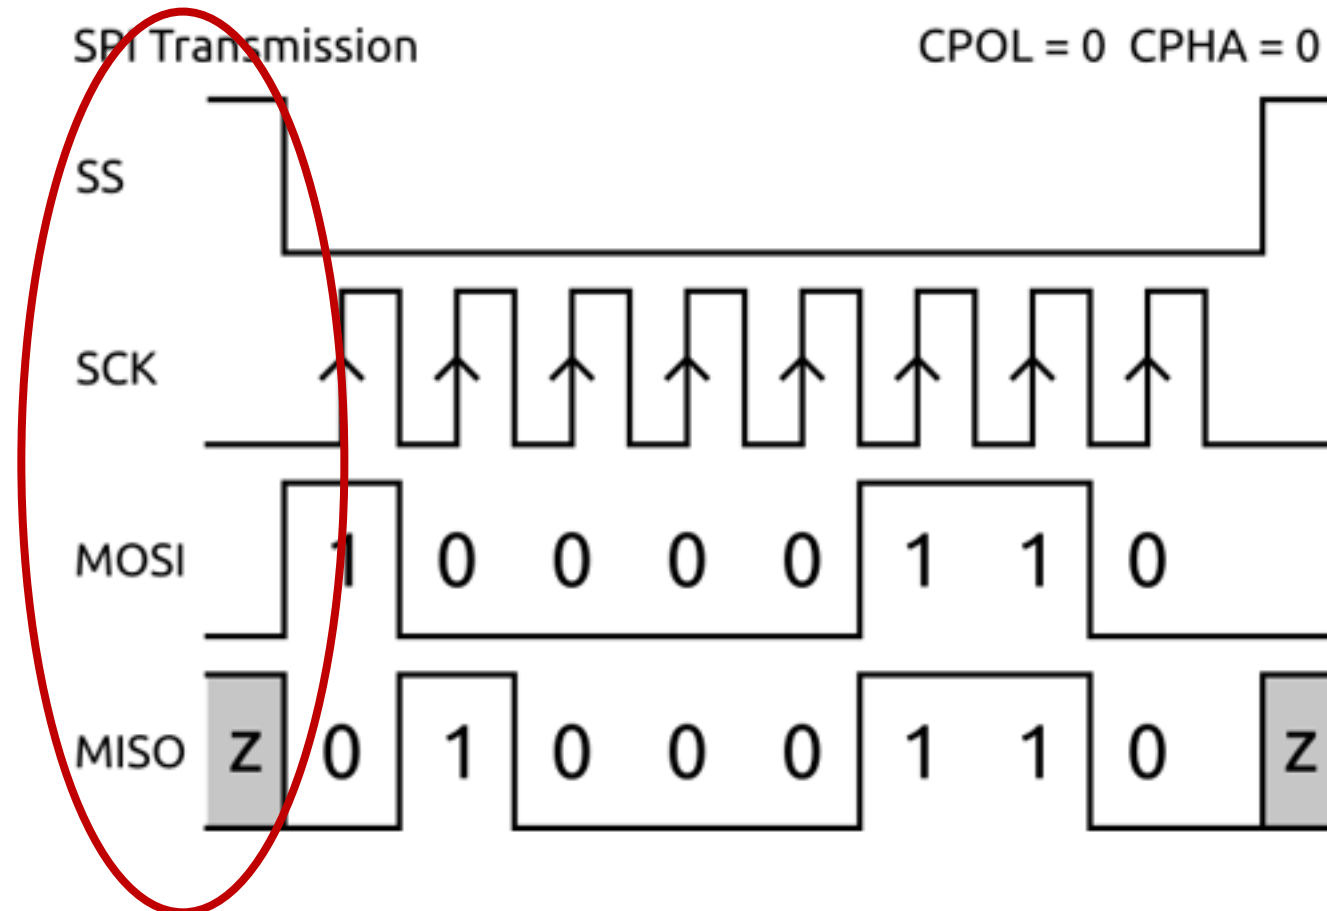 SPI Transmission CPOL = 0 CPHA = 0
SS
SCK
MOSI 1 0 0 0 0 1 1 0
MISO Z 0 1 0 0 0 1 1 0 Z